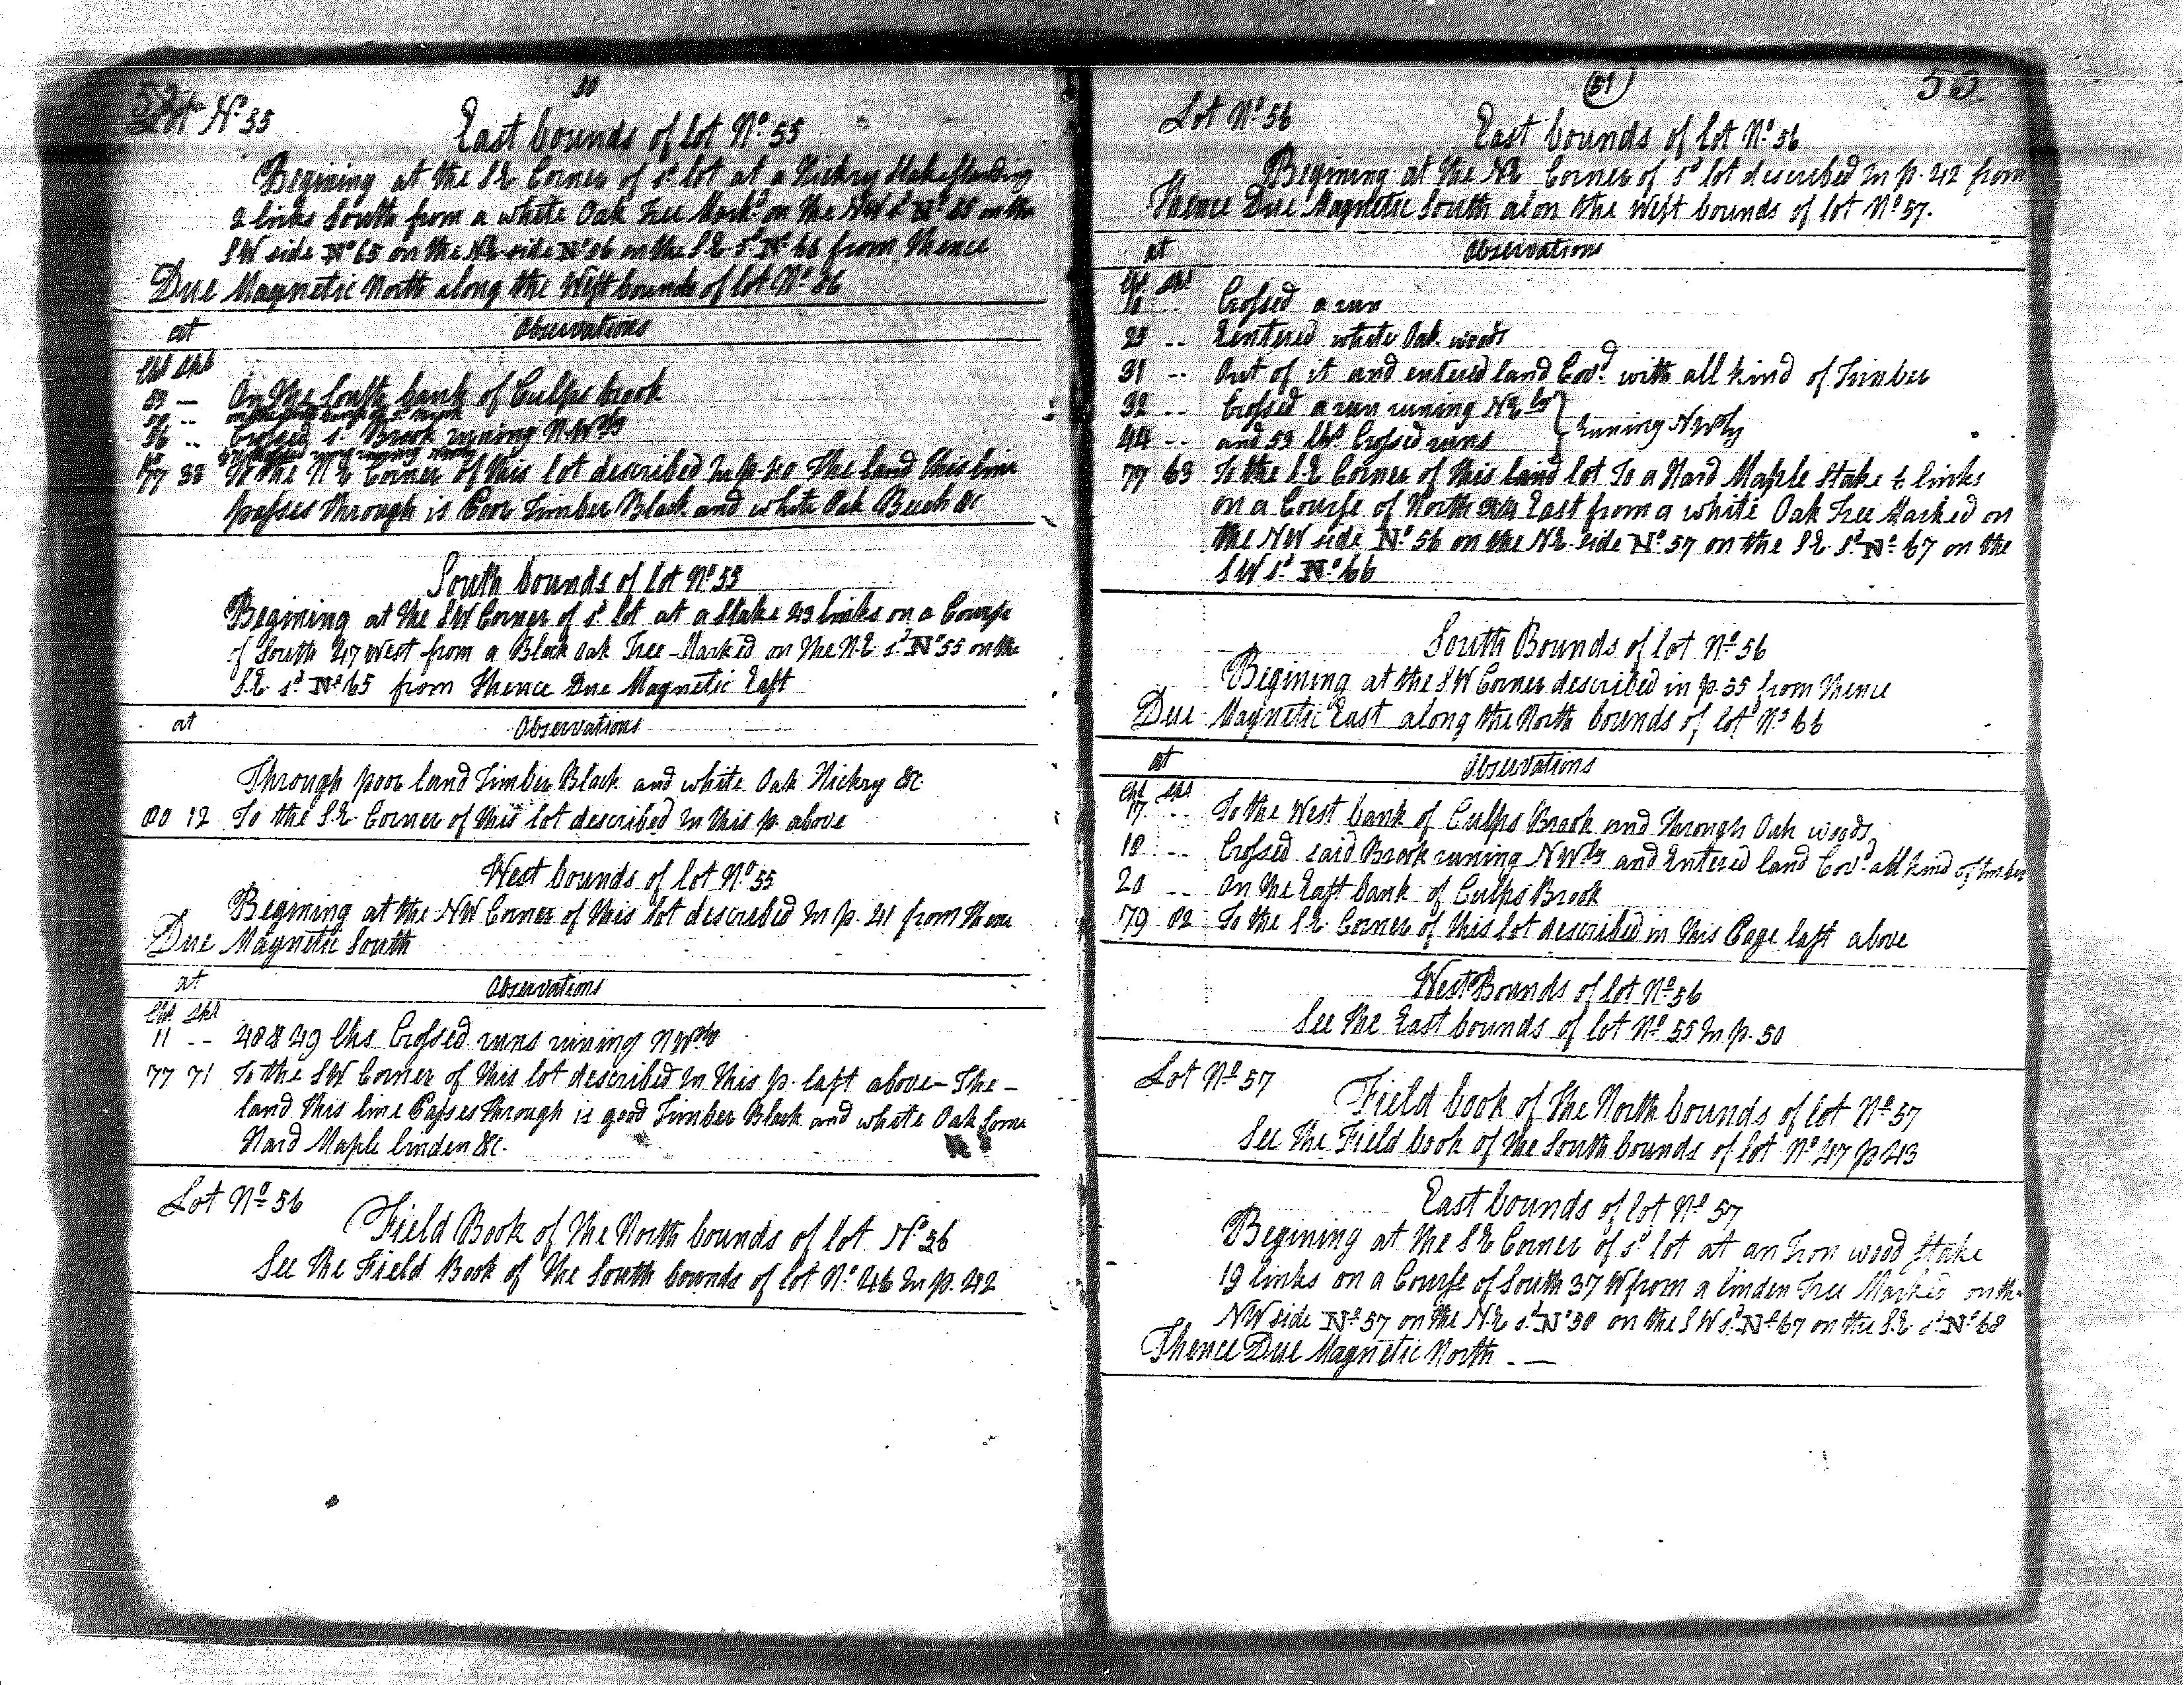 50
Lot No 55
East bounds of lot No. 55
Begining at the SE Corner of sd lot at a Hickry Stake standing
2 links South from a white Oak Tree Markd on the NW sd No 55 on the
SW side No 65 on the NE side No 56 on the SE sd No 66 from Thence
Due Magnetic North along the West bounds of lot No. 56
at Observations
Chs Lks
53 — On the South bank of Culps brook
56 .. Crossed sd Brook runing NWly
77 38 To the NE Corner of this lot described In p. 40 The land this line
passes through is Poor Timber Black and white Oak Beech &c
South bounds of lot No. 55
Begining at the SW Corner of sd lot at a Stake 43 links on a Course
of South 47 West from a Black Oak Tree Marked on the NE sd No 55 on the
SE sd No 65 from Thence Due Magnetic East
at Observations
Through poor land Timber Black and white Oak Hickry &c.
80 12 To the SE Corner of this lot described In this p. above
West bounds of lot No. 55
Begining at the NW Corner of this lot described In p. 41 from Thence
Due Magnetic South
at Observations
Chs Lks
11 .. 40 & 49 Chs Crossed runs runing NWly
77 71 To the SW Corner of this lot described In this p. last above - The -
land this line Passes through is good Timber Black and white Oak Some
Hard Maple linden &c.
Lot No. 56
Field Book of the North bounds of lot No 56
See the Field Book of the South bounds of lot No. 46 In p. 42
51
Lot No. 56
East bounds of lot No. 56
Begining at the NE Corner of sd lot described In p. 42 from
Thence Due Magnetic South alon the west bounds of lot No. 57.
at Observations
Chs Lks
Crossed a run
25 .. Entered white Oak woods
31 .. Out of it and entered land Covd with all kind of Timber
32 .. Crossed a run runing NE ly
44 .. and 53 Chs Crossed runs } runing NWly
77 63 To the SE Corner of this land lot To a Hard Maple Stake 6 links
on a Course of North East from a white Oak Tree Marked on
the NW side No. 56 on the NE side No. 57 on the SE sd No. 67 on the
SW sd No. 66
South Bounds of lot No. 56
Begining at the SW Corner described in p. 55 from Thence
Due Magnetic East along the North bounds of lot No. 66
at Observations
Chs Lks
17 .. To the West bank of Culps Brook and through Oak woods
18 .. Crossed said Brook runing NWly and Entered land Covd all kind of Timber
20 .. On the East bank of Culps Brook
79 02 To the SE Corner of this lot described in this Page last above
West Bounds of lot No. 56
See the East bounds of lot No. 55 In p. 50
Lot No. 57
Field book of the North bounds of lot No. 57
See the Field book of the South bounds of lot No. 47 p 43
East bounds of lot No. 57
Begining at the SE Corner of sd lot at an Iron wood stake
19 links on a Course of South 37 W from a linden Tree Marked on the
NW side No. 57 on the NE sd No 58 on the SW sd No. 67 on the SE sd No. 68
Thence Due Magnetic North . —